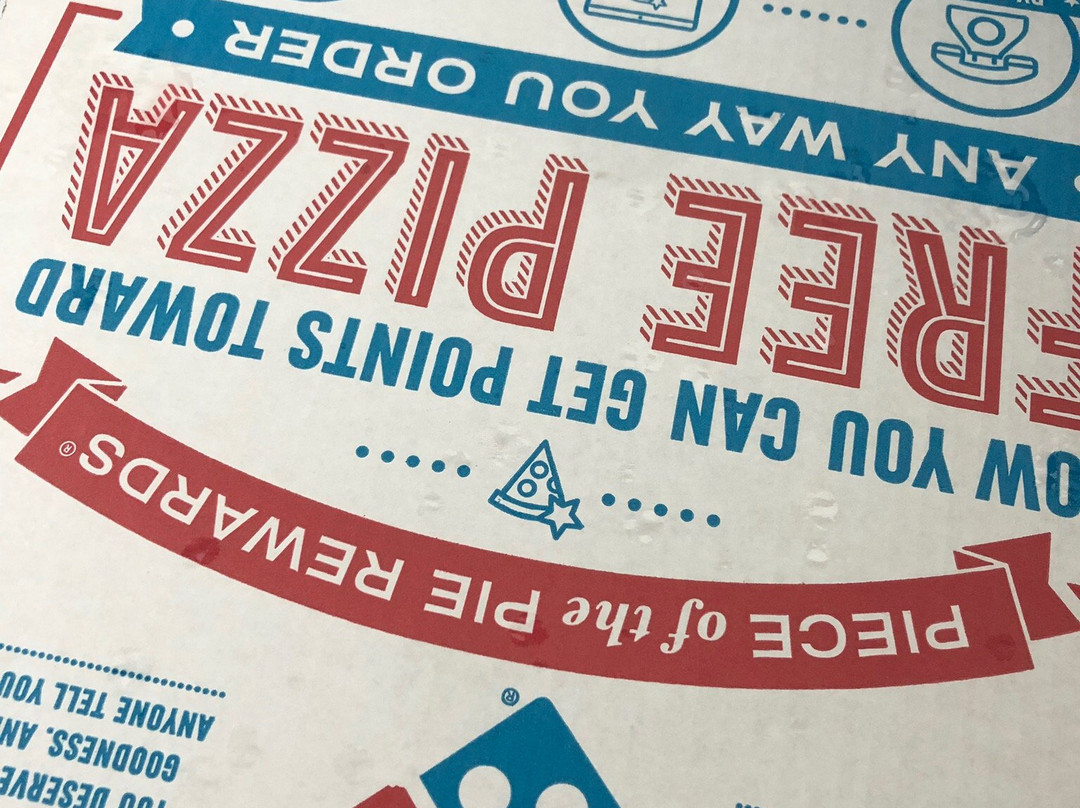 YOU DESERVE
GOODNESS, AN
ANYONE TELL YOU
®
PIECE of the PIE REWARDS®
OW YOU CAN GET POINTS TOWARD
FREE PIZZA
• ANY WAY YOU ORDER •